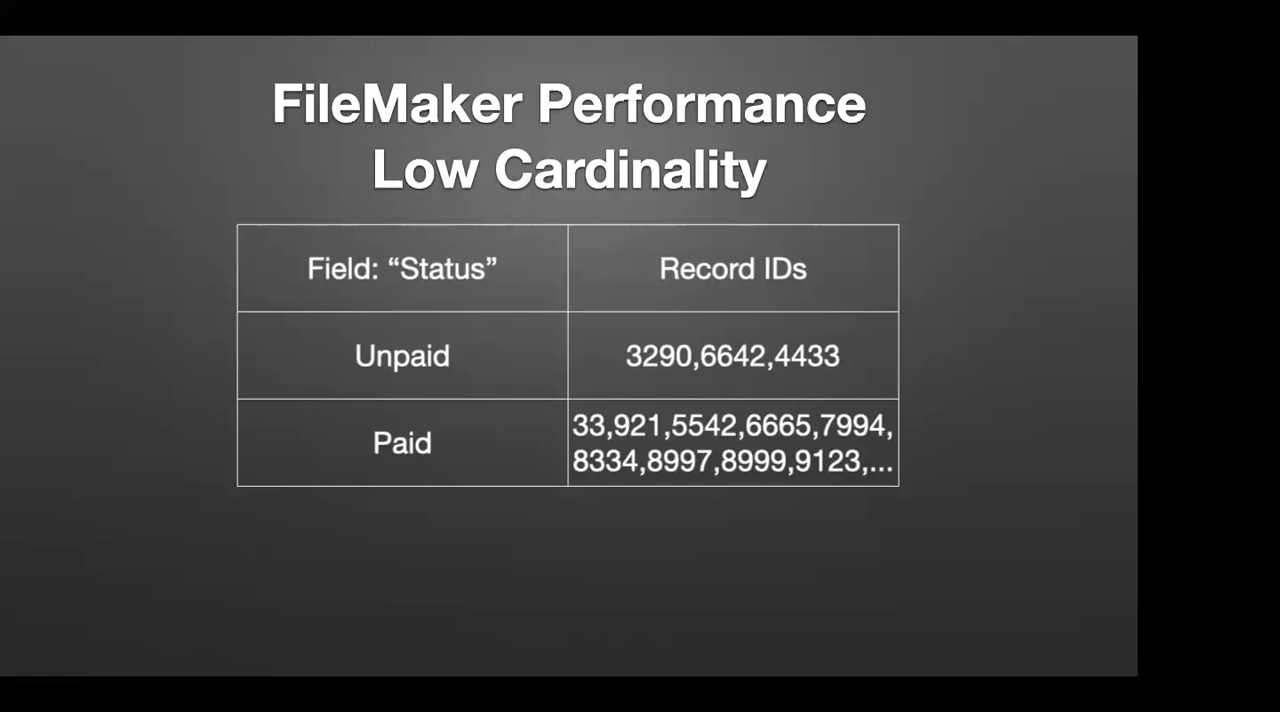 FileMaker Performance
Low Cardinality
Field: “Status”
Record IDs
Unpaid
3290,6642,4433
Paid
33,921,5542,6665,7994,
8334,8997,8999,9123,...